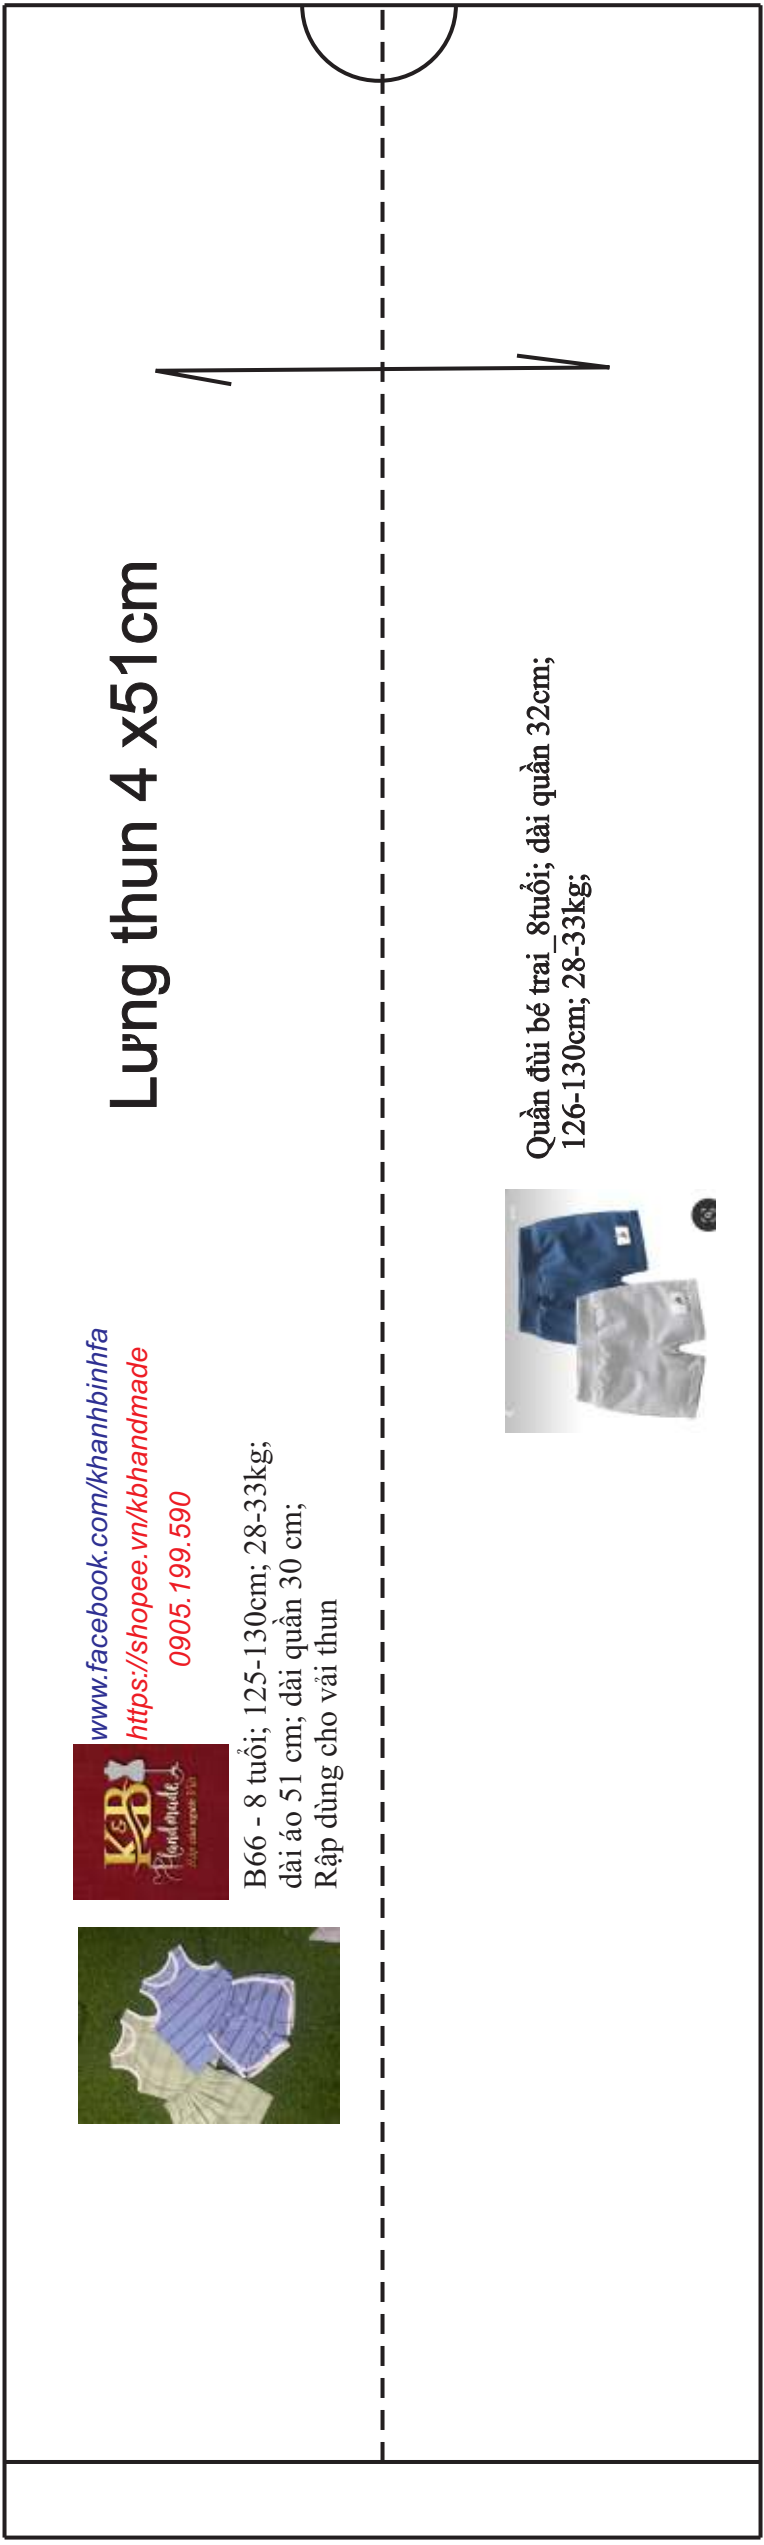 Lưng thun 4 x51cm
www.facebook.com/khanhbinhfa
https://shopee.vn/kbhandmade
0905.199.590
K&B
Handmade
B66 - 8 tuổi; 125-130cm; 28-33kg;
dài áo 51 cm; dài quần 30 cm;
Rập dùng cho vải thun
Quần đùi bé trai_8tuổi; dài quần 32cm;
126-130cm; 28-33kg;